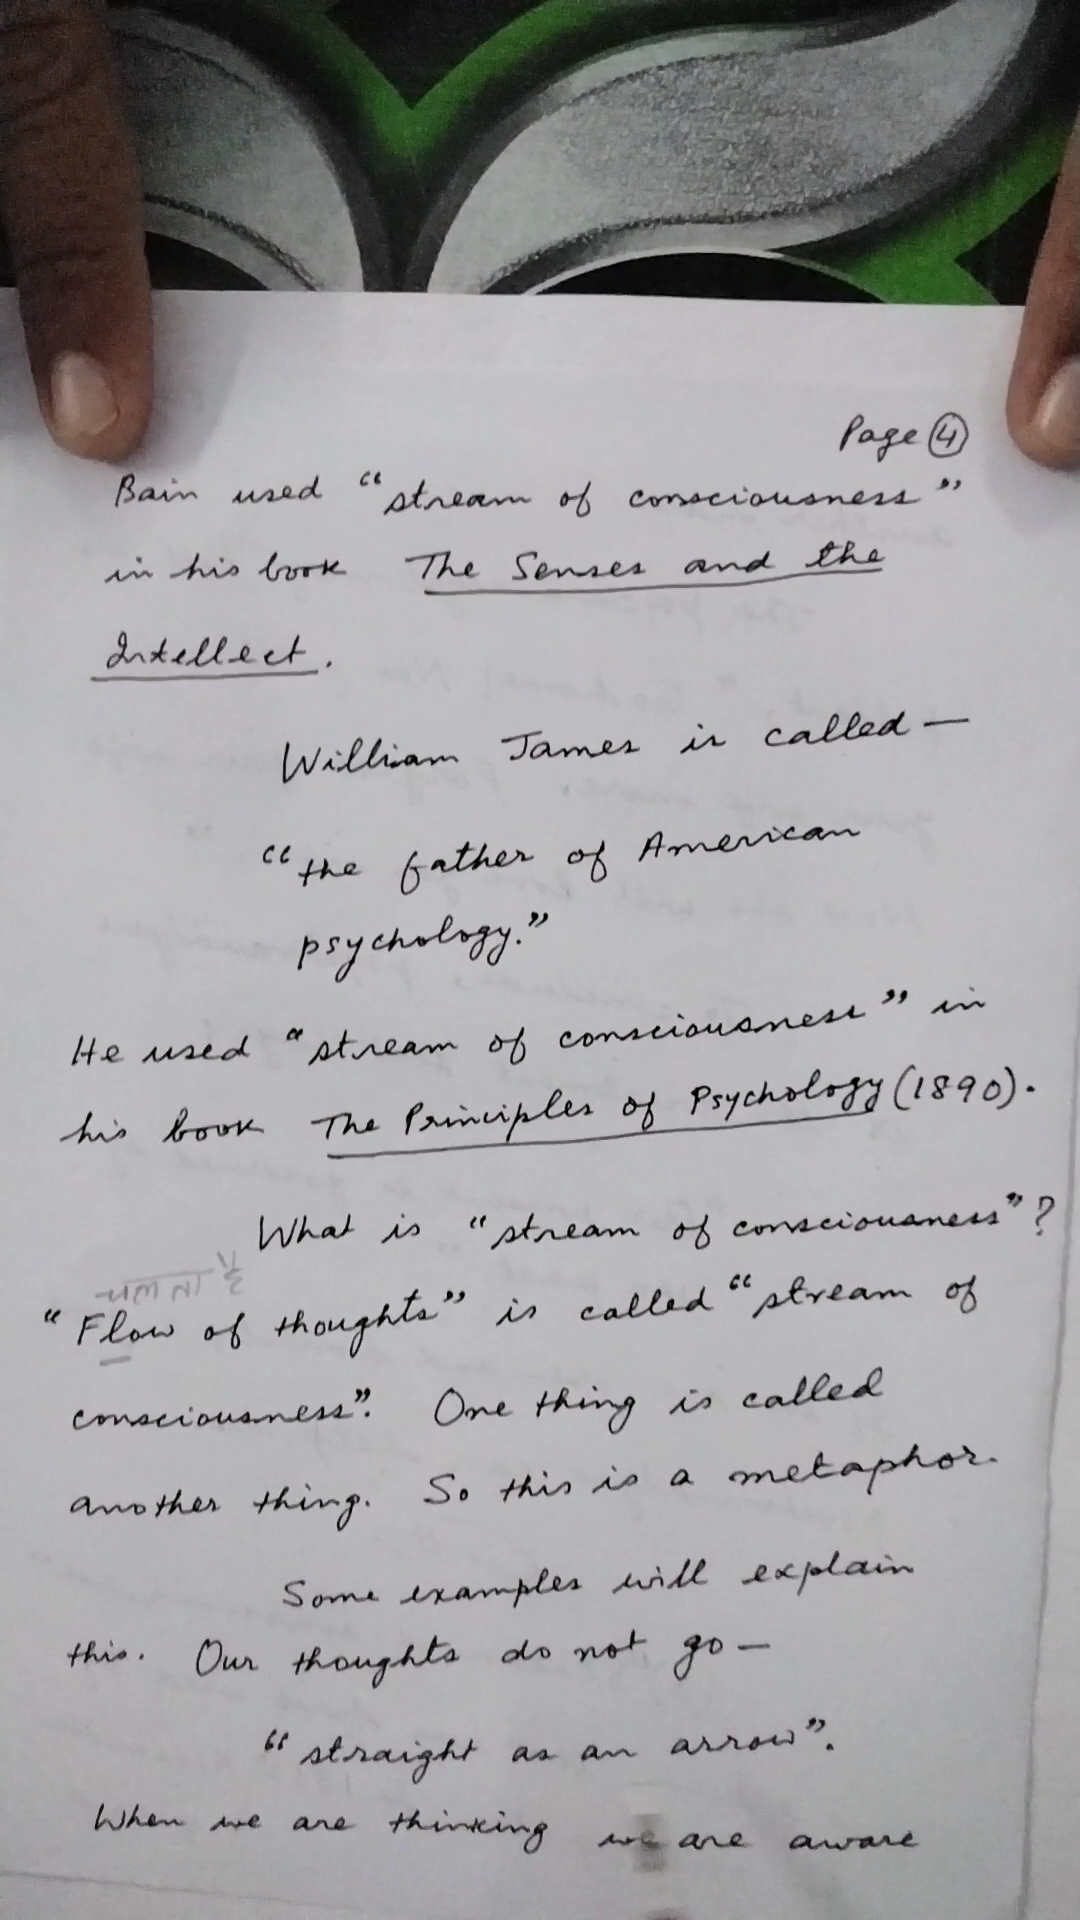 Page 4
Bain used "stream of consciousness"
in his book The Senses and the
Intellect.
William James is called —
"the father of American
psychology."
He used "stream of consciousness" in
his book The Principles of Psychology (1890).
What is "stream of consciousness"?
चलना है
"Flow of thoughts" is called "stream of
consciousness". One thing is called
another thing. So this is a metaphor.
Some examples will explain
this. Our thoughts do not go —
"straight as an arrow".
When we are thinking we are aware